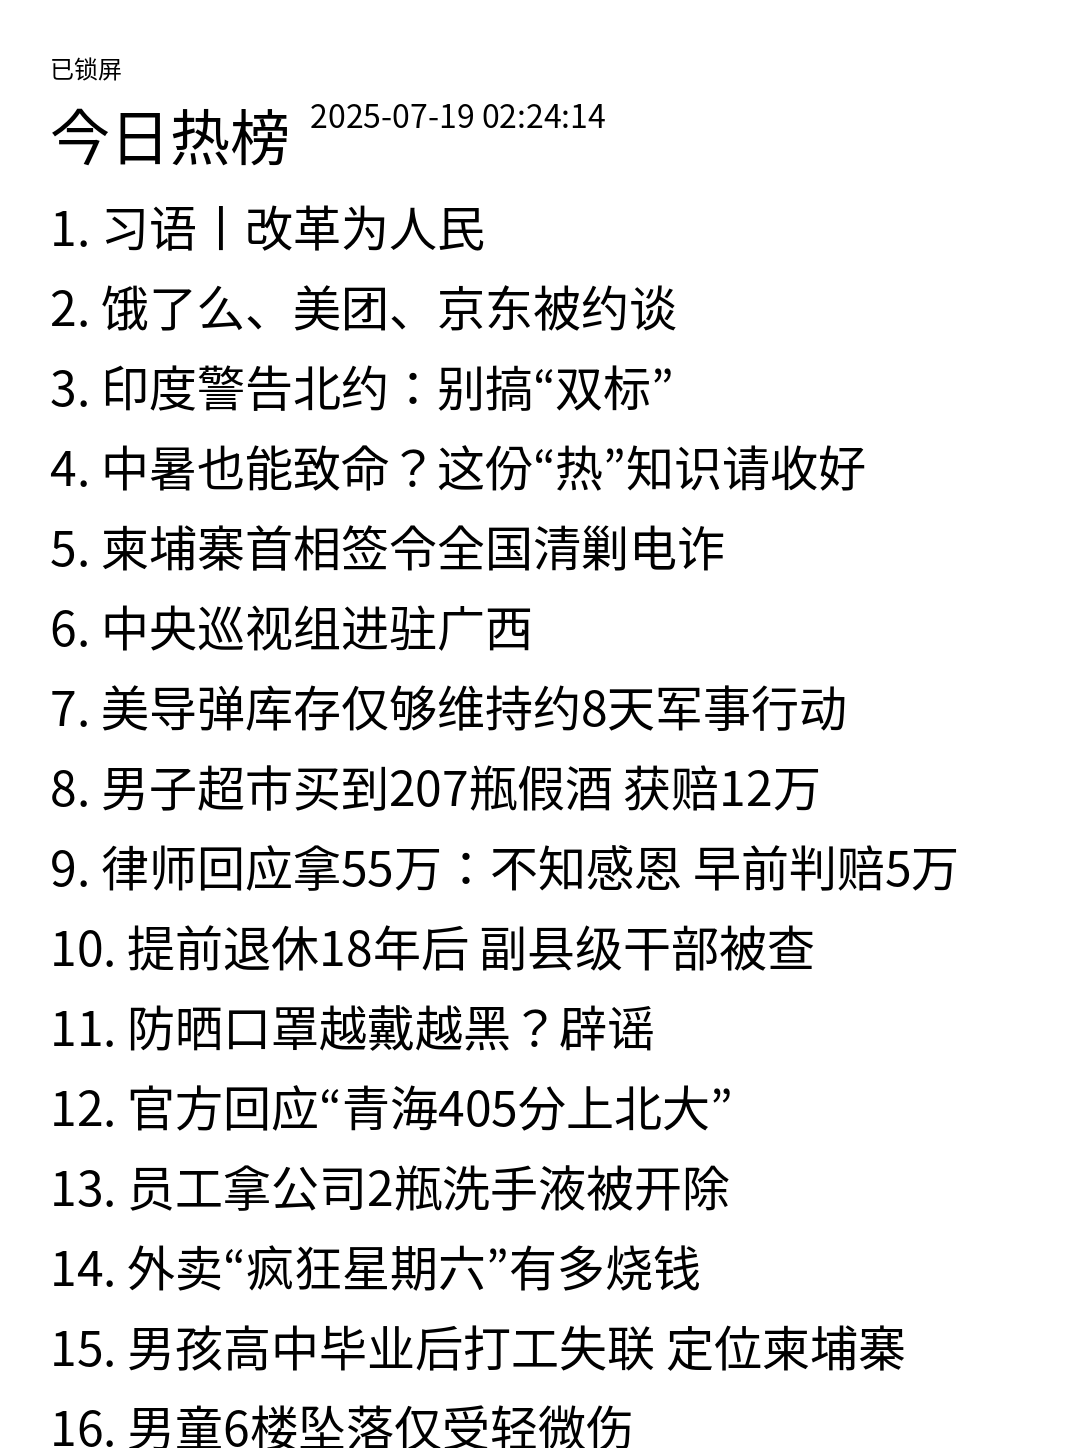 已锁屏
今日热榜 2025-07-19 02:24:14
1. 习语丨改革为人民
2. 饿了么、美团、京东被约谈
3. 印度警告北约：别搞“双标”
4. 中暑也能致命？这份“热”知识请收好
5. 柬埔寨首相签令全国清剿电诈
6. 中央巡视组进驻广西
7. 美导弹库存仅够维持约8天军事行动
8. 男子超市买到207瓶假酒 获赔12万
9. 律师回应拿55万：不知感恩 早前判赔5万
10. 提前退休18年后 副县级干部被查
11. 防晒口罩越戴越黑？辟谣
12. 官方回应“青海405分上北大”
13. 员工拿公司2瓶洗手液被开除
14. 外卖“疯狂星期六”有多烧钱
15. 男孩高中毕业后打工失联 定位柬埔寨
16. 男童6楼坠落仅受轻微伤